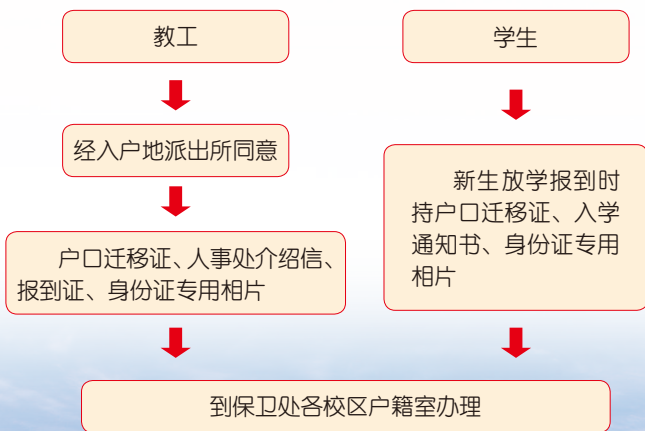 教工
学生
经入户地派出所同意
新生放学报到时
持户口迁移证、入学
通知书、身份证专用
相片
户口迁移证、人事处介绍信、
报到证、身份证专用相片
到保卫处各校区户籍室办理